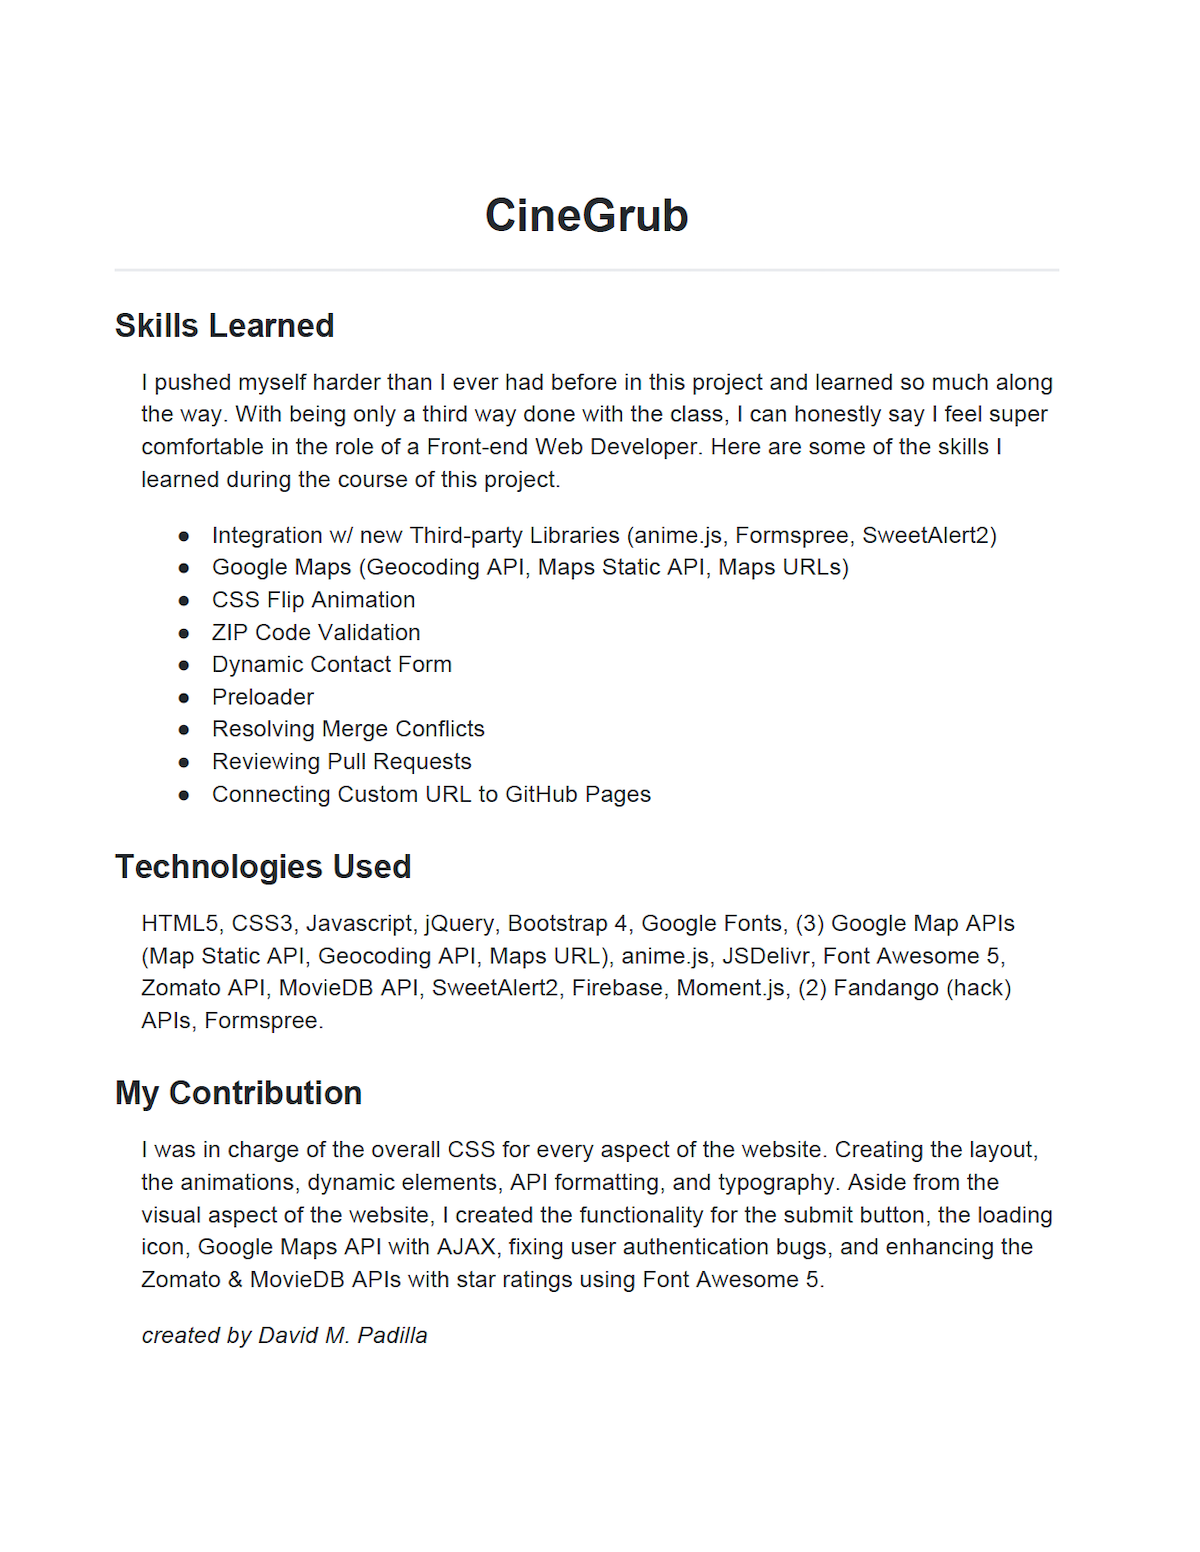 CineGrub
Skills Learned
I pushed myself harder than I ever had before in this project and learned so much along
the way. With being only a third way done with the class, I can honestly say I feel super
comfortable in the role of a Front-end Web Developer. Here are some of the skills I
learned during the course of this project.
● Integration w/ new Third-party Libraries (anime.js, Formspree, SweetAlert2)
● Google Maps (Geocoding API, Maps Static API, Maps URLs)
● CSS Flip Animation
● ZIP Code Validation
● Dynamic Contact Form
● Preloader
● Resolving Merge Conflicts
● Reviewing Pull Requests
● Connecting Custom URL to GitHub Pages
Technologies Used
HTML5, CSS3, Javascript, jQuery, Bootstrap 4, Google Fonts, (3) Google Map APIs
(Map Static API, Geocoding API, Maps URL), anime.js, JSDelivr, Font Awesome 5,
Zomato API, MovieDB API, SweetAlert2, Firebase, Moment.js, (2) Fandango (hack)
APIs, Formspree.
My Contribution
I was in charge of the overall CSS for every aspect of the website. Creating the layout,
the animations, dynamic elements, API formatting, and typography. Aside from the
visual aspect of the website, I created the functionality for the submit button, the loading
icon, Google Maps API with AJAX, fixing user authentication bugs, and enhancing the
Zomato & MovieDB APIs with star ratings using Font Awesome 5.
created by David M. Padilla